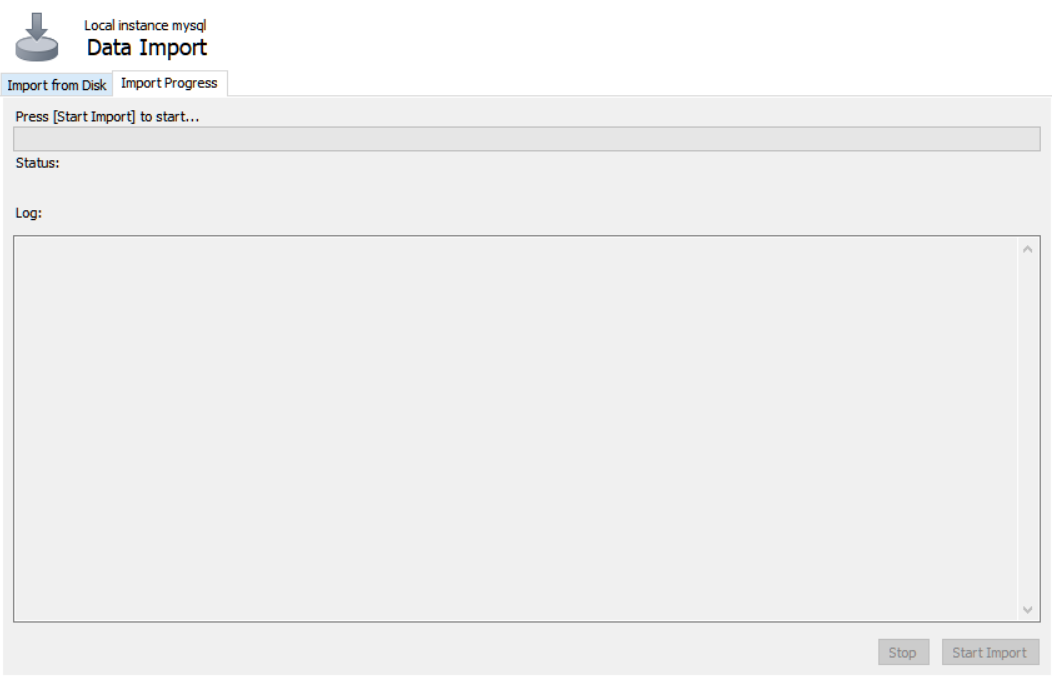 Local instance mysql
Data Import
Import from Disk Import Progress
Press [Start Import] to start...
Status:
Log:
Stop Start Import